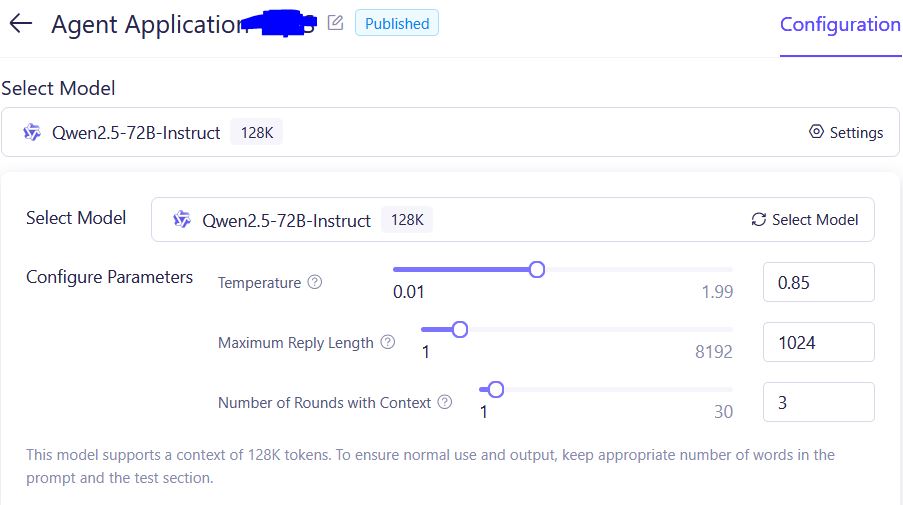 Agent Application
Published
Configuration
Select Model
Qwen2.5-72B-Instruct 128K
Settings
Select Model
Qwen2.5-72B-Instruct 128K
Select Model
Configure Parameters
Temperature ?
0.01
1.99
0.85
Maximum Reply Length ?
1
8192
1024
Number of Rounds with Context ?
1
30
3
This model supports a context of 128K tokens. To ensure normal use and output, keep appropriate number of words in the
prompt and the test section.